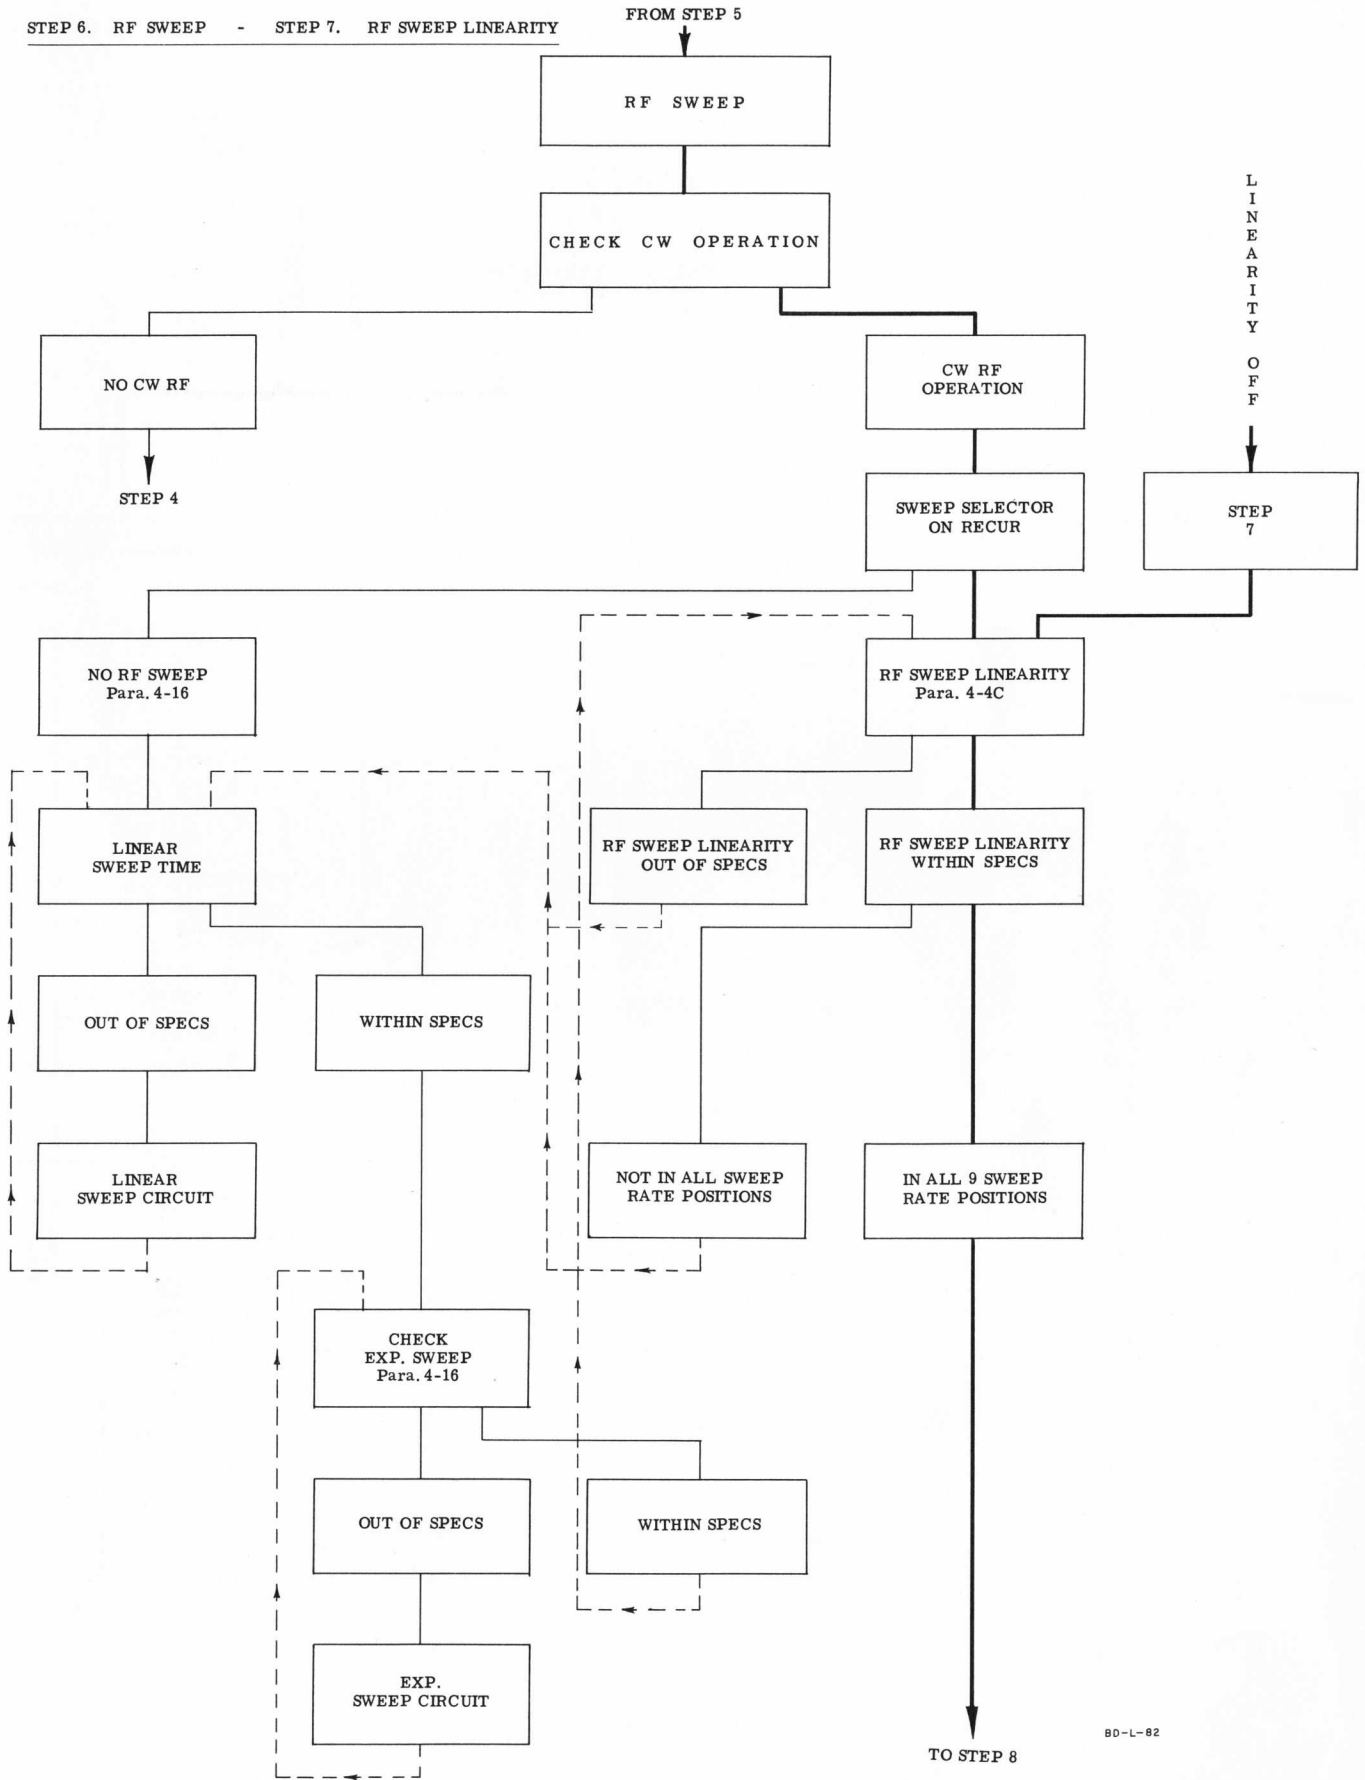 STEP 6. RF SWEEP - STEP 7. RF SWEEP LINEARITY
FROM STEP 5
RF SWEEP
CHECK CW OPERATION
LINEARITY OFF
NO CW RF
CW RF
OPERATION
STEP 4
SWEEP SELECTOR
ON RECUR
STEP
7
NO RF SWEEP
Para. 4-16
RF SWEEP LINEARITY
Para. 4-4C
LINEAR
SWEEP TIME
RF SWEEP LINEARITY
OUT OF SPECS
RF SWEEP LINEARITY
WITHIN SPECS
OUT OF SPECS
WITHIN SPECS
LINEAR
SWEEP CIRCUIT
NOT IN ALL SWEEP
RATE POSITIONS
IN ALL 9 SWEEP
RATE POSITIONS
CHECK
EXP. SWEEP
Para. 4-16
OUT OF SPECS
WITHIN SPECS
EXP.
SWEEP CIRCUIT
TO STEP 8
BD-L-82